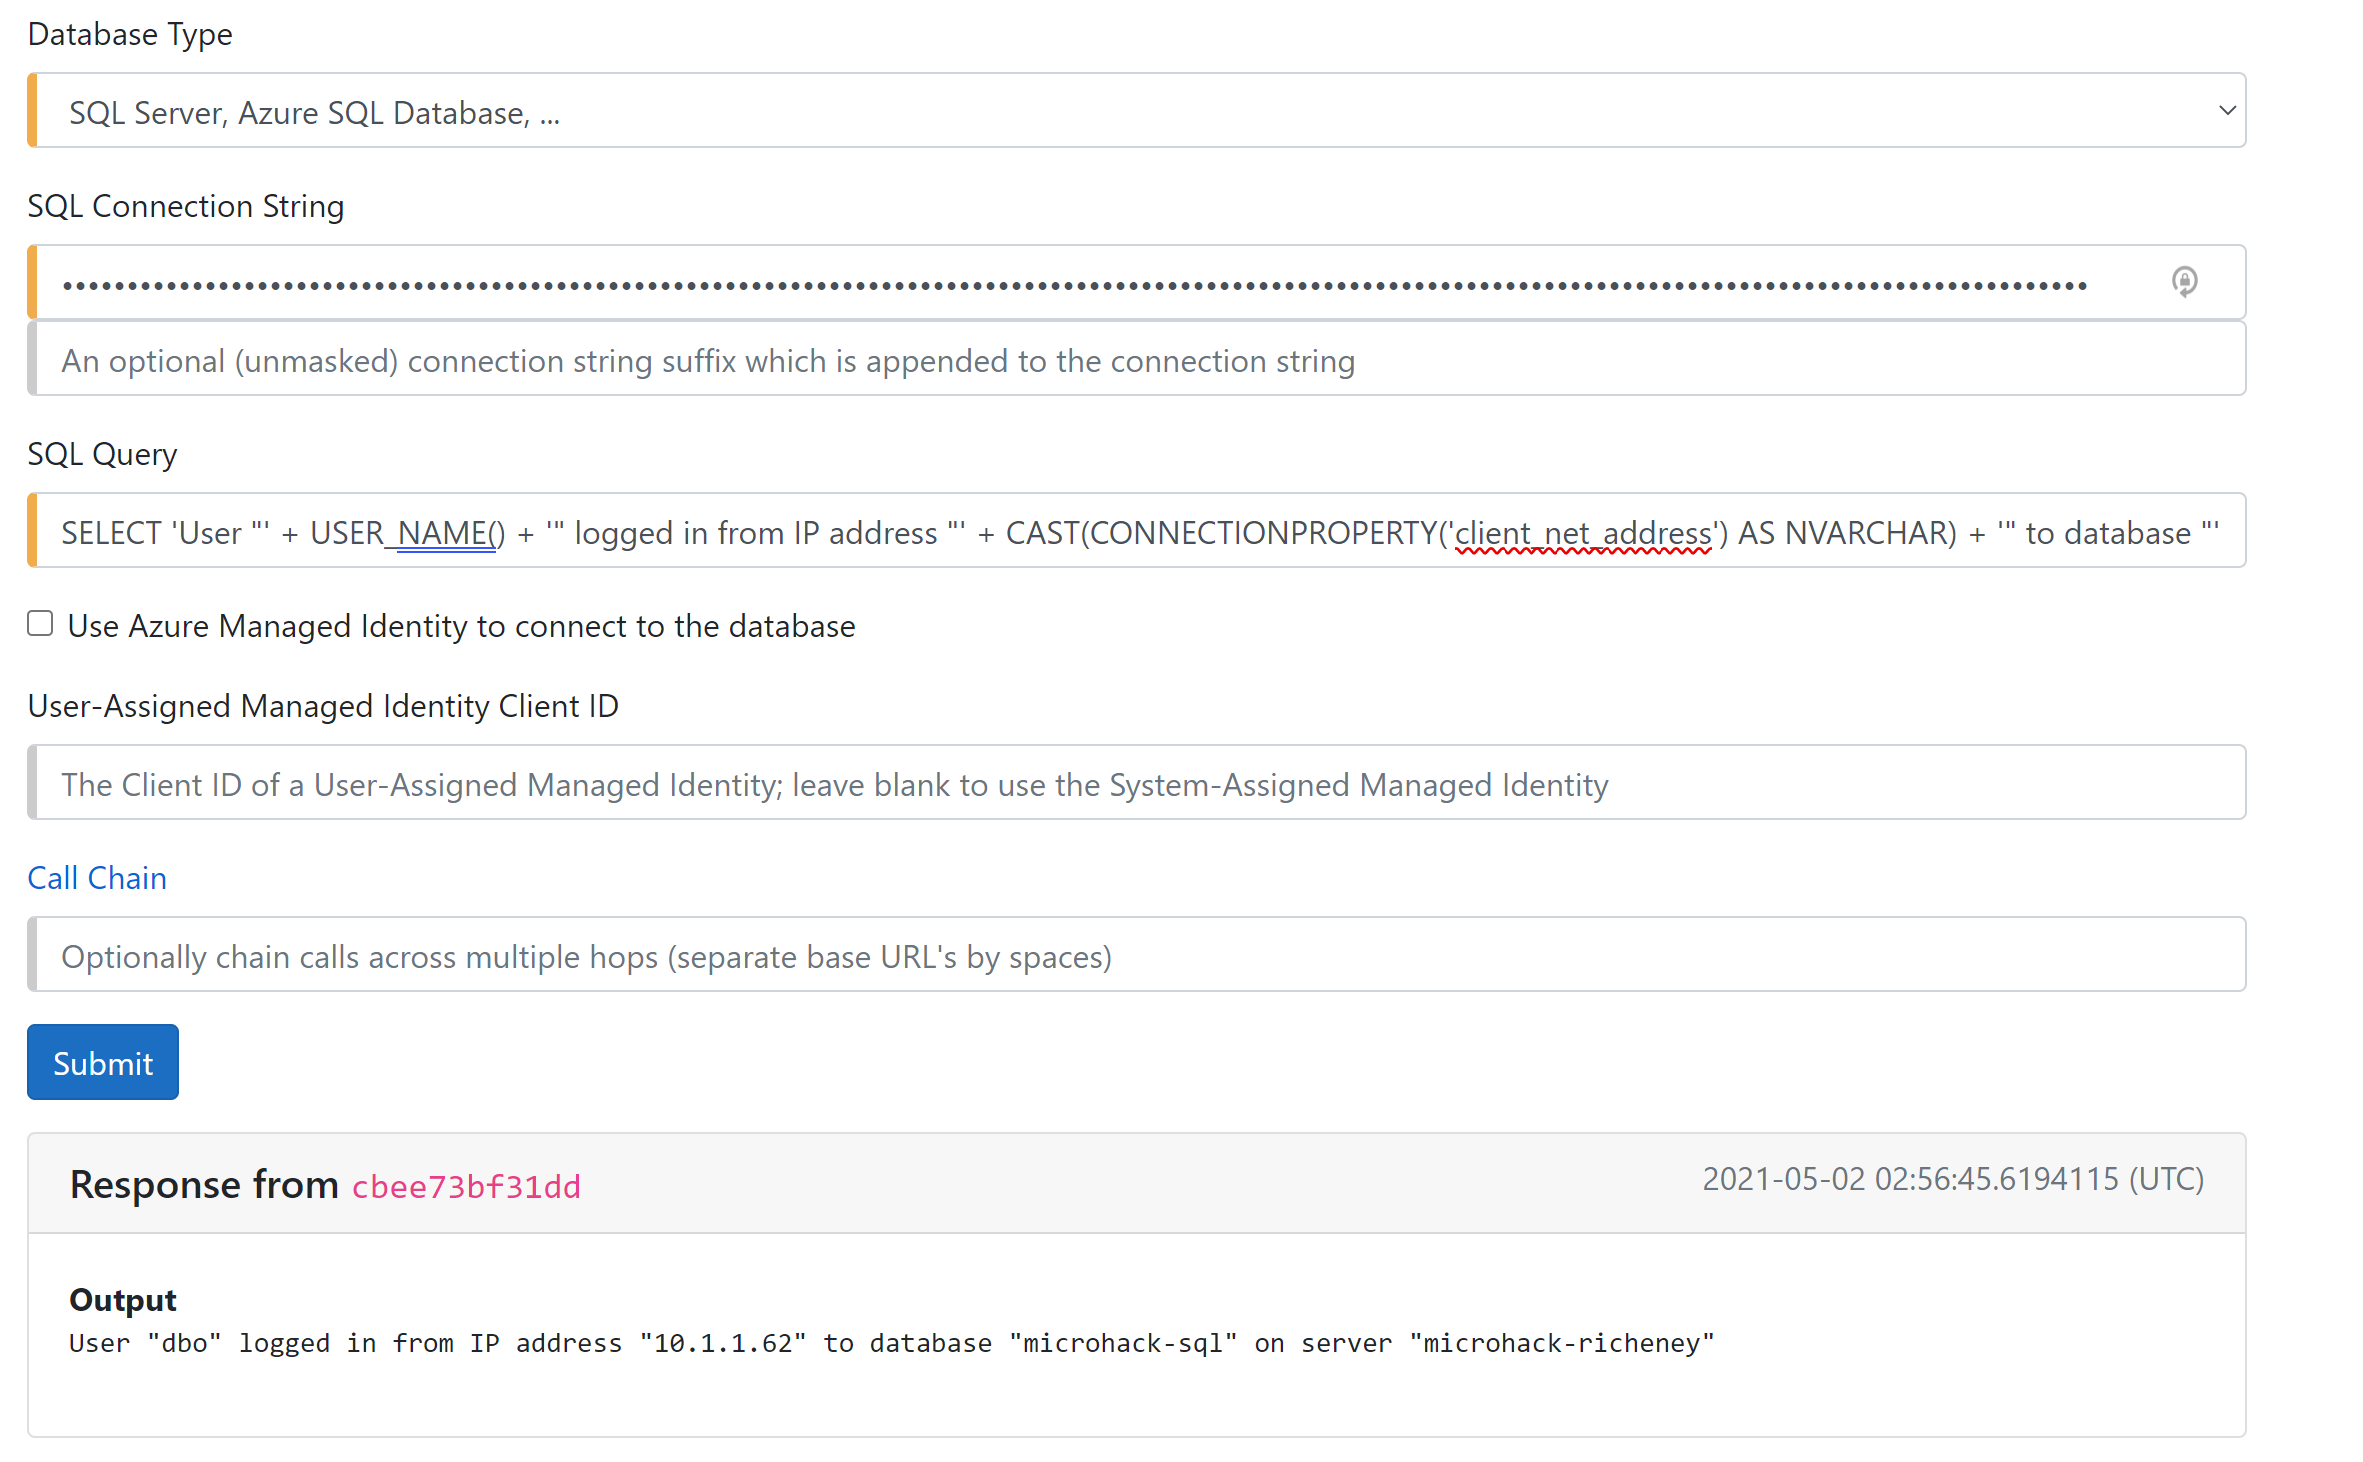 Database Type
SQL Server, Azure SQL Database, ...
SQL Connection String
••••••••••••••••••••••••••••••••••••••••••••••••••••••••••••••••••••••••••••••••••••••••••••••••••••••••••••••••••••••••••••••••••••••••••••••••••••••••••••
An optional (unmasked) connection string suffix which is appended to the connection string
SQL Query
SELECT 'User "' + USER_NAME() + '" logged in from IP address "' + CAST(CONNECTIONPROPERTY('client_net_address') AS NVARCHAR) + '" to database "'
Use Azure Managed Identity to connect to the database
User-Assigned Managed Identity Client ID
The Client ID of a User-Assigned Managed Identity; leave blank to use the System-Assigned Managed Identity
Call Chain
Optionally chain calls across multiple hops (separate base URL's by spaces)
Submit
Response from cbee73bf31dd
2021-05-02 02:56:45.6194115 (UTC)
Output
User "dbo" logged in from IP address "10.1.1.62" to database "microhack-sql" on server "microhack-richeney"